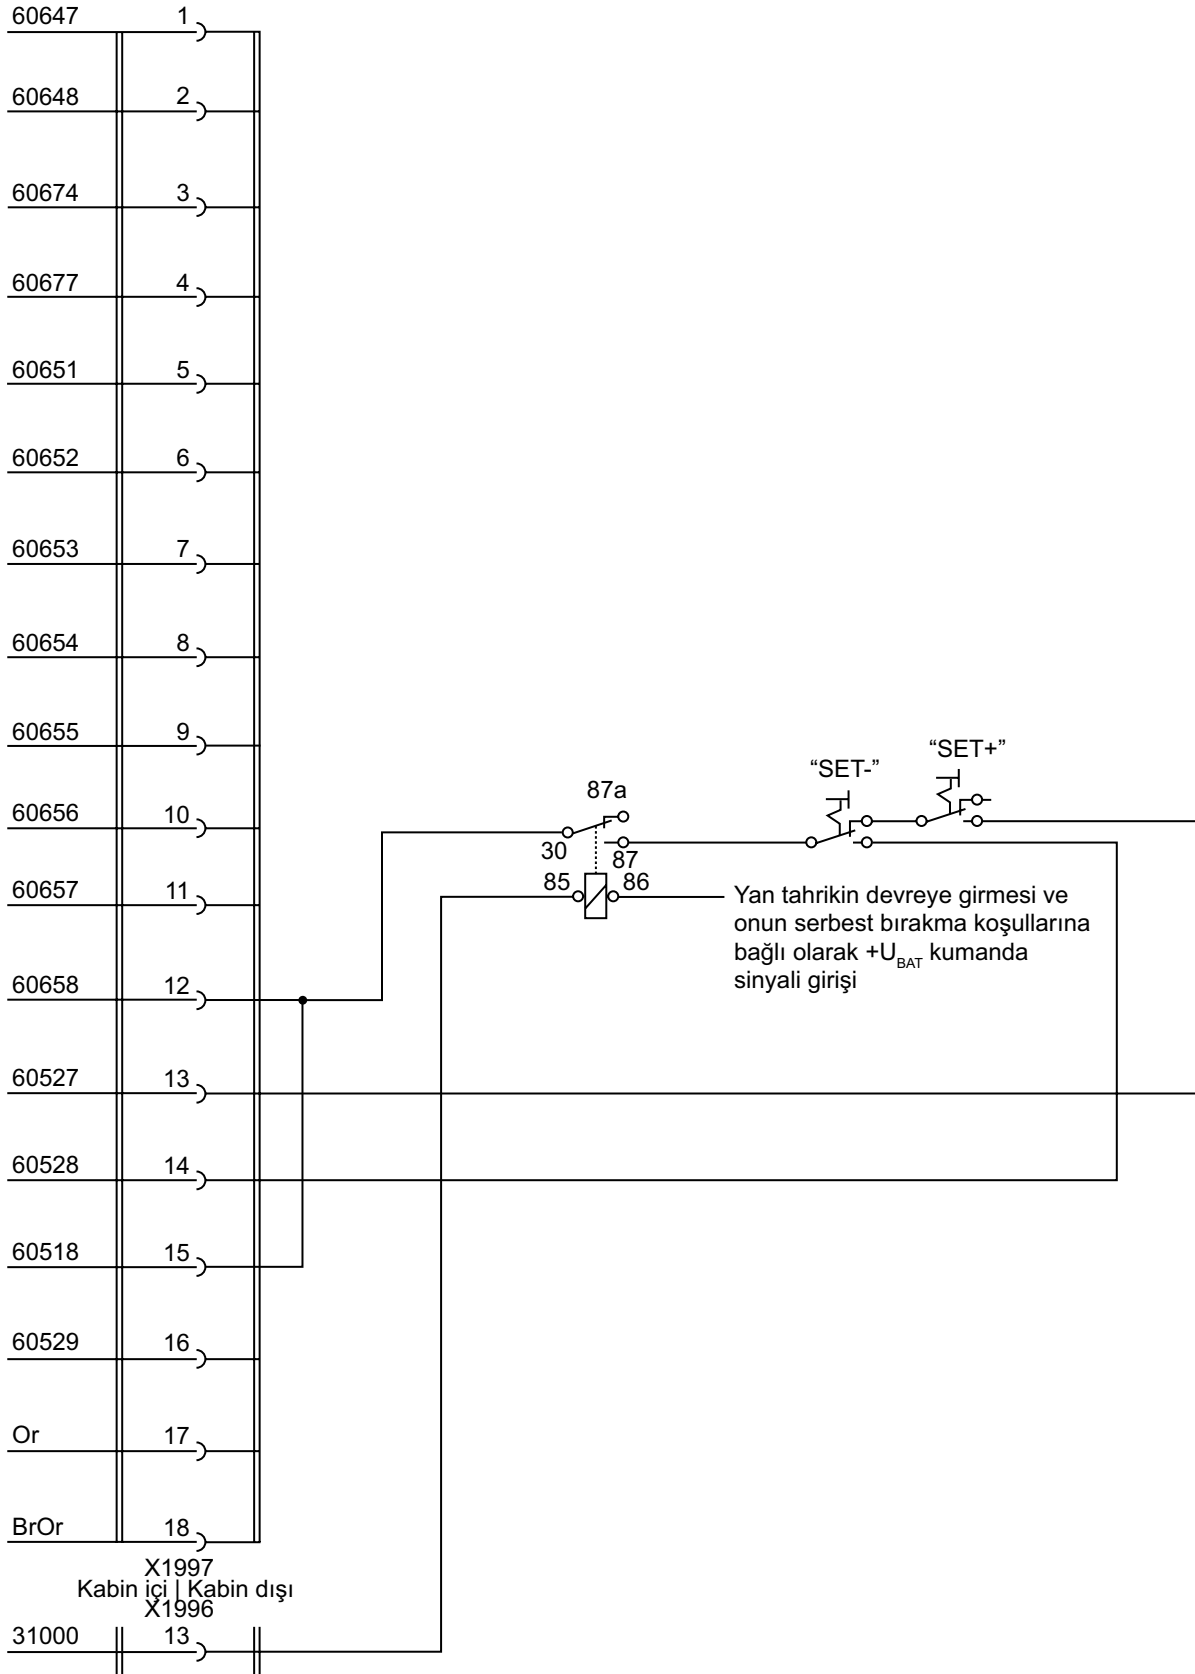 60647 1
60648 2
60674 3
60677 4
60651 5
60652 6
60653 7
60654 8
60655 9
60656 10
60657 11
60658 12
60527 13
60528 14
60518 15
60529 16
Or 17
BrOr 18
X1997
Kabin içi | Kabin dışı
X1996
31000 13
“SET+”
“SET-”
87a
30
87
85
86
Yan tahrikin devreye girmesi ve
onun serbest bırakma koşullarına
bağlı olarak +UBAT kumanda
sinyali girişi